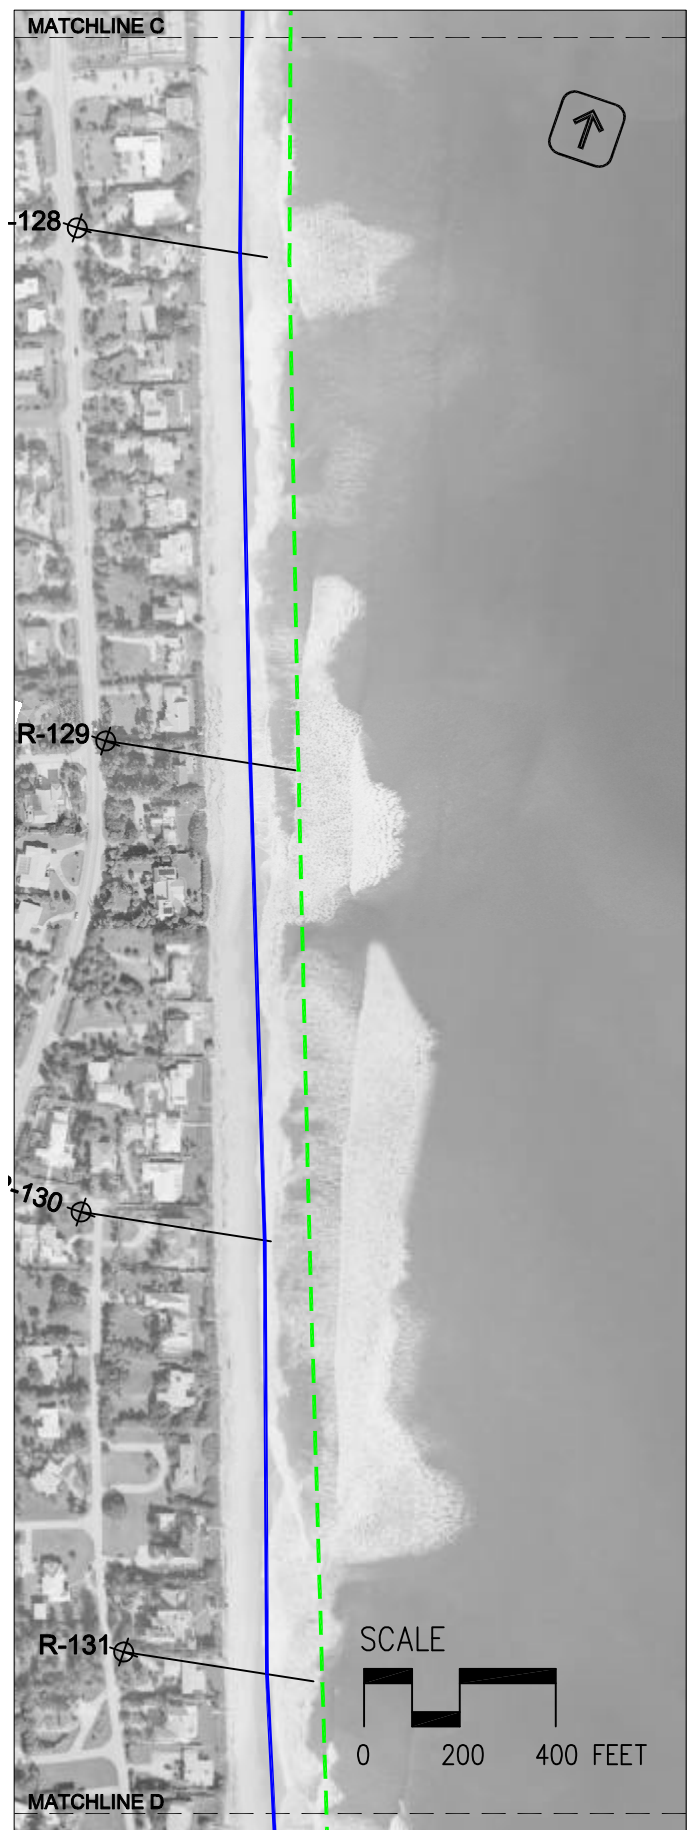 MATCHLINE C
-128
R-129
-130
R-131
SCALE
0 200 400 FEET
MATCHLINE D